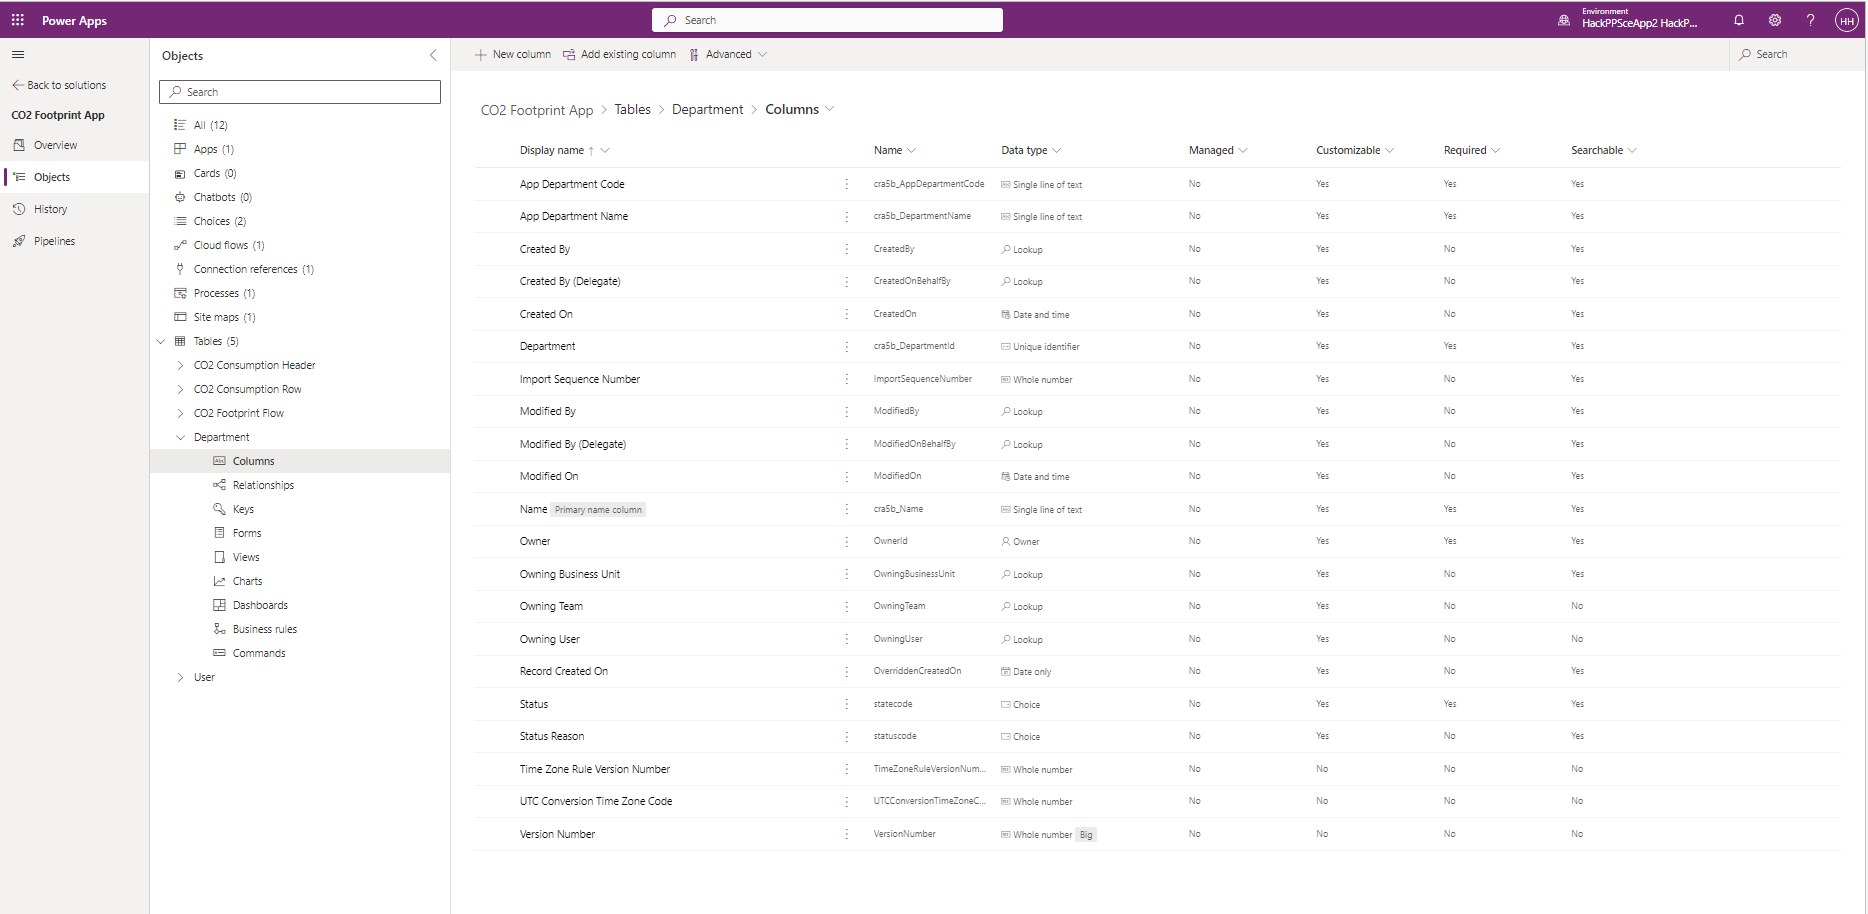 Power Apps
Search
Environment
HackPPSceApp2 HackP...
HH
Back to solutions
CO2 Footprint App
Overview
Objects
History
Pipelines
Objects
Search
All (12)
Apps (1)
Cards (0)
Chatbots (0)
Choices (2)
Cloud flows (1)
Connection references (1)
Processes (1)
Site maps (1)
Tables (5)
CO2 Consumption Header
CO2 Consumption Row
CO2 Footprint Flow
Department
Columns
Relationships
Keys
Forms
Views
Charts
Dashboards
Business rules
Commands
User
New column Add existing column Advanced Search
CO2 Footprint App > Tables > Department > Columns
Display name ↑ Name Data type Managed Customizable Required Searchable
App Department Code cra5b_AppDepartmentCode Single line of text No Yes Yes Yes
App Department Name cra5b_DepartmentName Single line of text No Yes Yes Yes
Created By CreatedBy Lookup No Yes No Yes
Created By (Delegate) CreatedOnBehalfBy Lookup No Yes No Yes
Created On CreatedOn Date and time No Yes No Yes
Department cra5b_DepartmentId Unique identifier No Yes Yes Yes
Import Sequence Number ImportSequenceNumber Whole number No Yes No Yes
Modified By ModifiedBy Lookup No Yes No Yes
Modified By (Delegate) ModifiedOnBehalfBy Lookup No Yes No Yes
Modified On ModifiedOn Date and time No Yes No Yes
Name Primary name column cra5b_Name Single line of text No Yes Yes Yes
Owner OwnerId Owner No Yes Yes Yes
Owning Business Unit OwningBusinessUnit Lookup No Yes No Yes
Owning Team OwningTeam Lookup No Yes No No
Owning User OwningUser Lookup No Yes No No
Record Created On OverriddenCreatedOn Date only No Yes No Yes
Status statecode Choice No Yes Yes Yes
Status Reason statuscode Choice No Yes No Yes
Time Zone Rule Version Number TimeZoneRuleVersionNum... Whole number No No No No
UTC Conversion Time Zone Code UTCConversionTimeZoneC... Whole number No No No No
Version Number VersionNumber Whole number Big No No No No